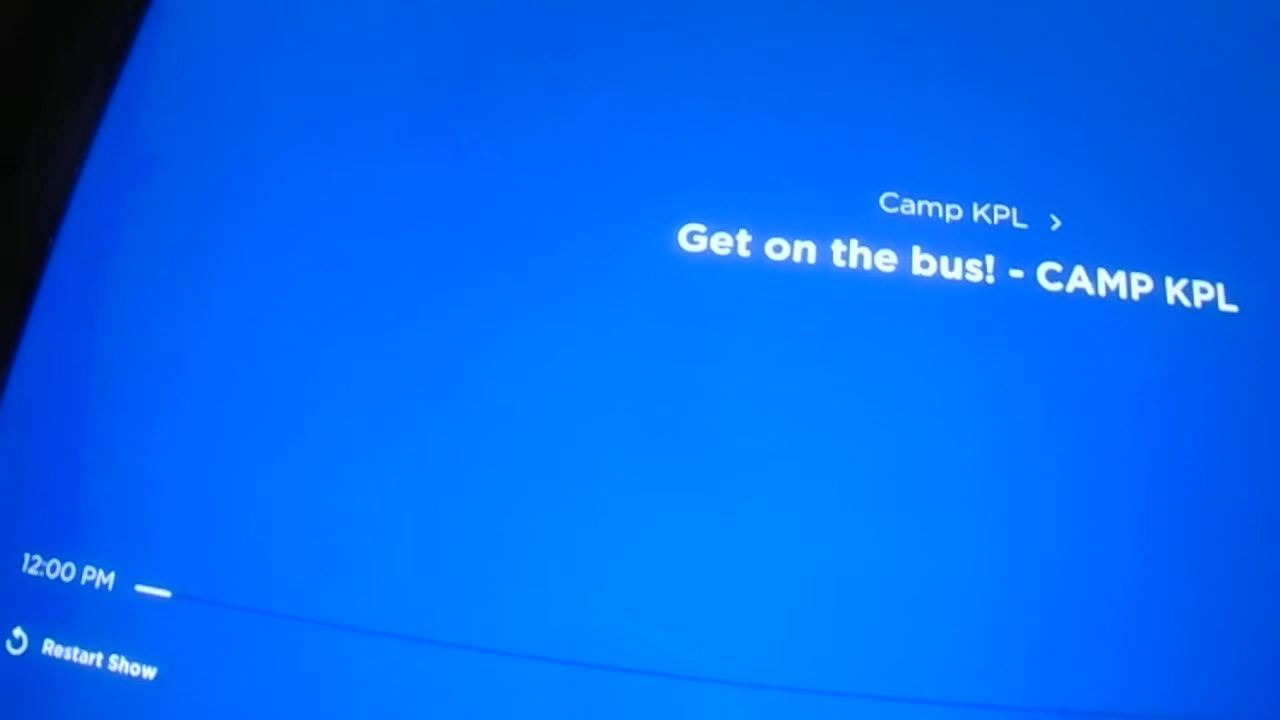 Camp KPL >
Get on the bus! - CAMP KPL
12:00 PM
Restart Show